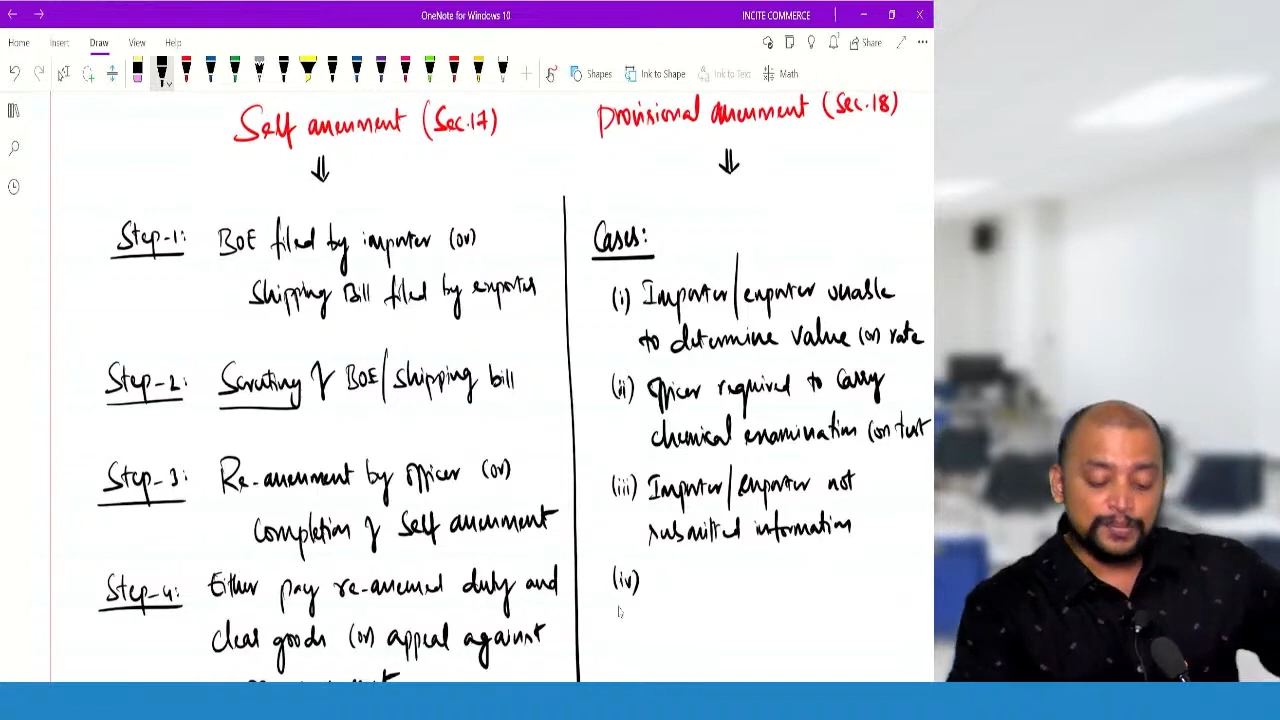 OneNote for Windows 10
INCITE COMMERCE
Home Insert Draw View Help
Share
Shapes
Ink to Shape
Ink to Text
Math
Self assessment (Sec.17)
Step-1: BOE filed by importer (or)
Shipping Bill filed by exporter
Step-2: Scrutiny of BOE/shipping bill
Step-3: Re-assessment by officer (or)
completion of self assessment
Step-4: Either pay re-assessed duty and
clear goods (or) appeal against
Provisional assessment (Sec.18)
Cases:
(i) Importer/exporter unable
to determine value (or) rate
(ii) Officer required to carry
chemical examination (or) test
(iii) Importer/exporter not
submitted information
(iv)